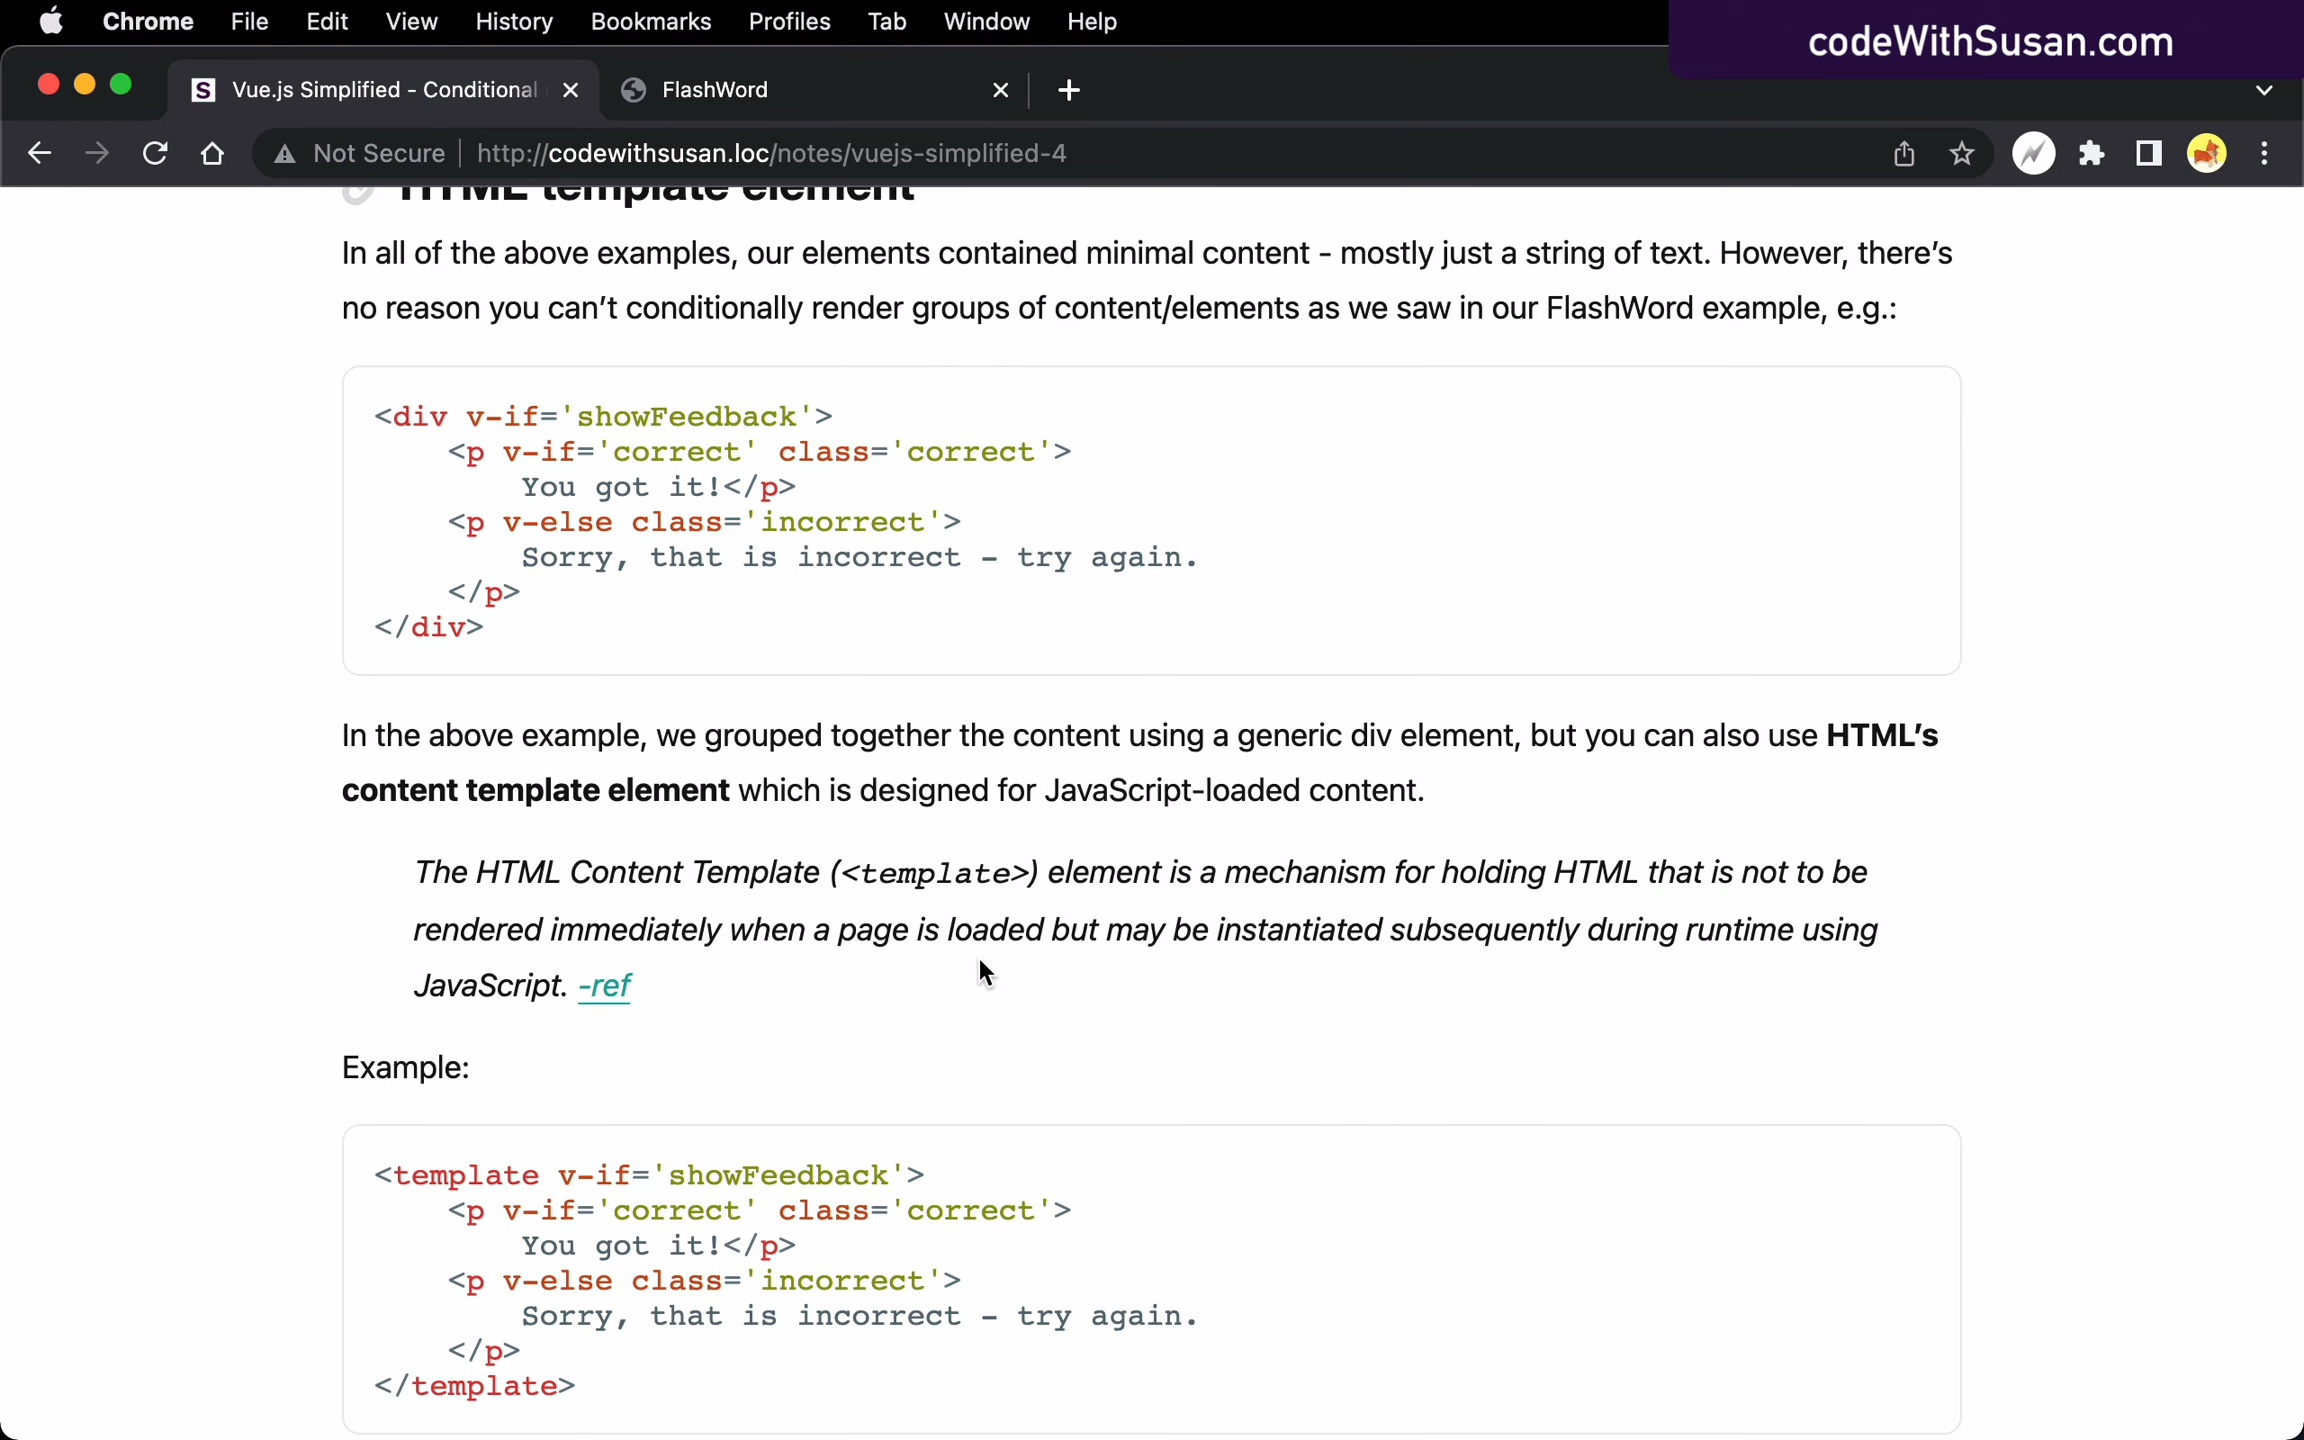 Chrome File Edit View History Bookmarks Profiles Tab Window Help
codeWithSusan.com
Vue.js Simplified - Conditional
FlashWord
Not Secure http://codewithsusan.loc/notes/vuejs-simplified-4
HTML template element
In all of the above examples, our elements contained minimal content - mostly just a string of text. However, there's
no reason you can't conditionally render groups of content/elements as we saw in our FlashWord example, e.g.:
<div v-if='showFeedback'>
    <p v-if='correct' class='correct'>
        You got it!</p>
    <p v-else class='incorrect'>
        Sorry, that is incorrect - try again.
    </p>
</div>
In the above example, we grouped together the content using a generic div element, but you can also use HTML's
content template element which is designed for JavaScript-loaded content.
The HTML Content Template (<template>) element is a mechanism for holding HTML that is not to be
rendered immediately when a page is loaded but may be instantiated subsequently during runtime using
JavaScript. -ref
Example:
<template v-if='showFeedback'>
    <p v-if='correct' class='correct'>
        You got it!</p>
    <p v-else class='incorrect'>
        Sorry, that is incorrect - try again.
    </p>
</template>